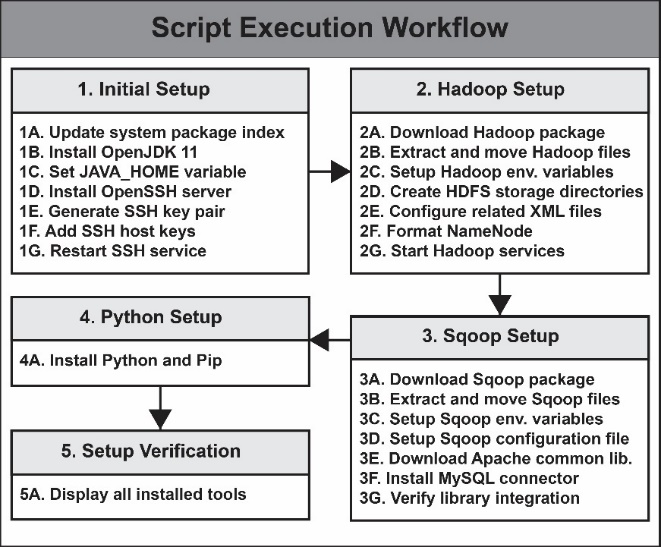 Script Execution Workflow
1. Initial Setup
1A. Update system package index
1B. Install OpenJDK 11
1C. Set JAVA_HOME variable
1D. Install OpenSSH server
1E. Generate SSH key pair
1F. Add SSH host keys
1G. Restart SSH service
2. Hadoop Setup
2A. Download Hadoop package
2B. Extract and move Hadoop files
2C. Setup Hadoop env. variables
2D. Create HDFS storage directories
2E. Configure related XML files
2F. Format NameNode
2G. Start Hadoop services
3. Sqoop Setup
3A. Download Sqoop package
3B. Extract and move Sqoop files
3C. Setup Sqoop env. variables
3D. Setup Sqoop configuration file
3E. Download Apache common lib.
3F. Install MySQL connector
3G. Verify library integration
4. Python Setup
4A. Install Python and Pip
5. Setup Verification
5A. Display all installed tools